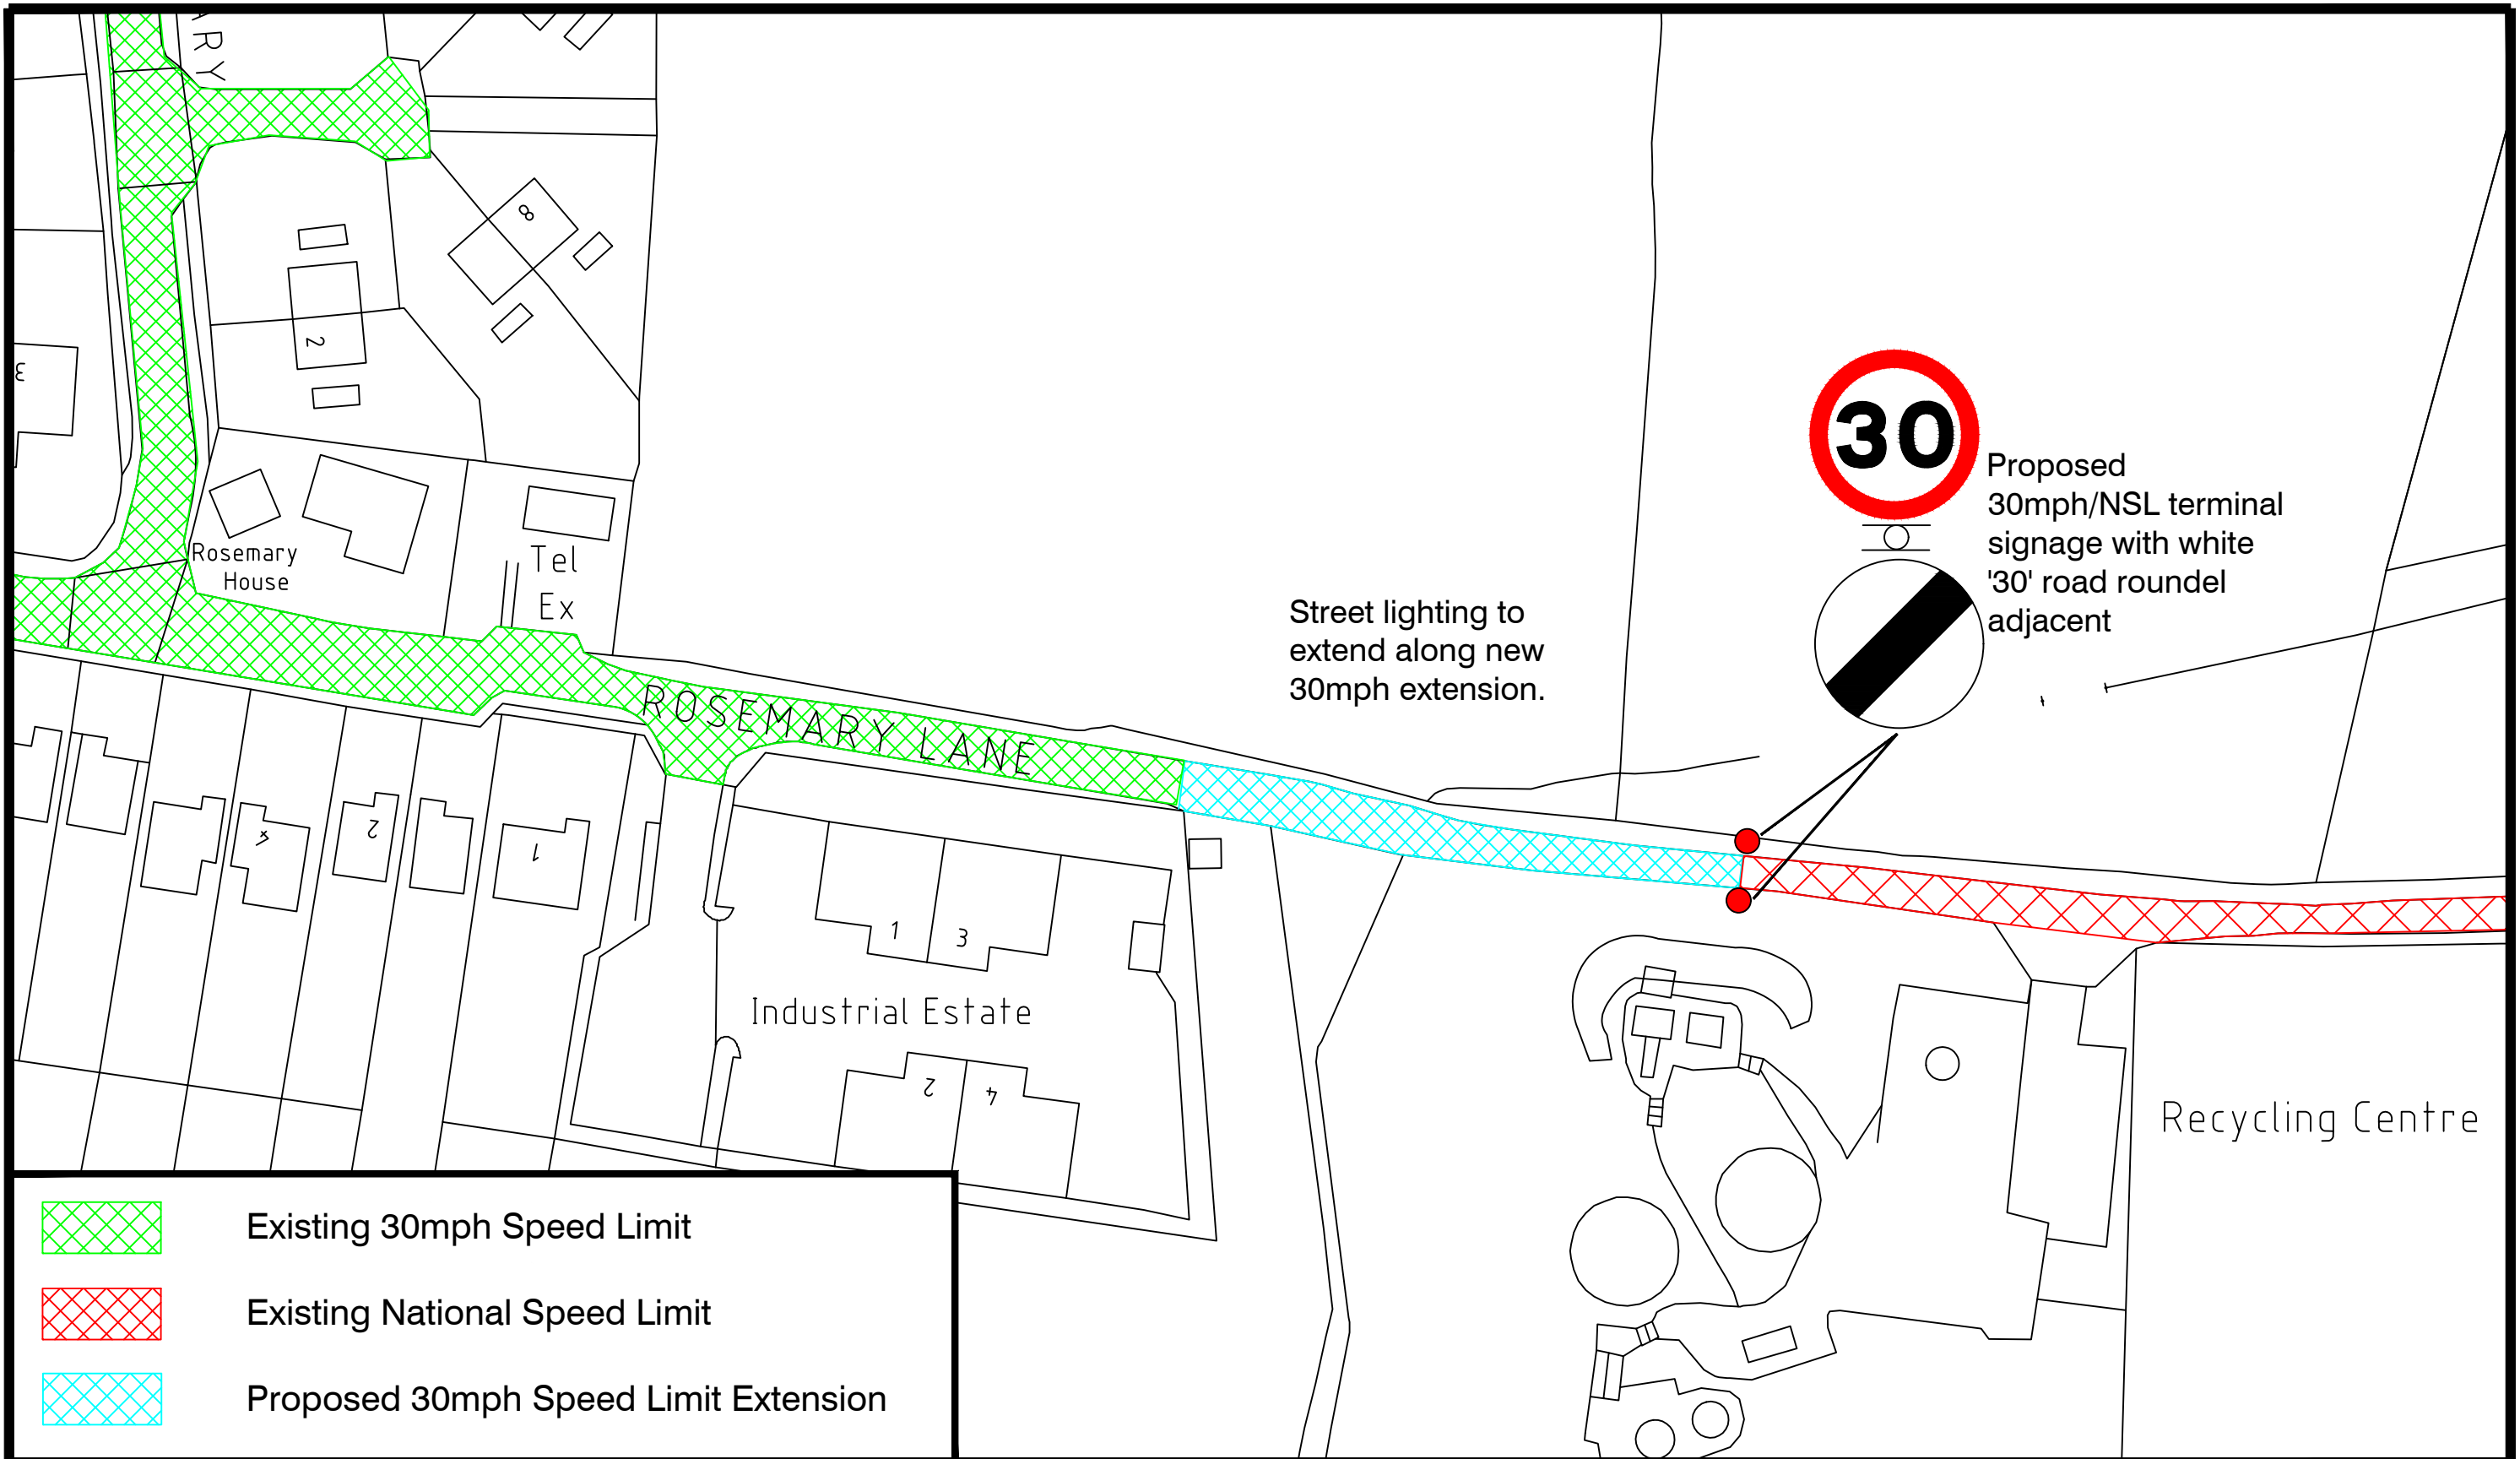 ARY
8
2
3
Rosemary
House
Tel
Ex
ROSEMARY LANE
30
Proposed
30mph/NSL terminal
signage with white
'30' road roundel
adjacent
Street lighting to
extend along new
30mph extension.
4
2
1
1
3
Industrial Estate
2
4
Recycling Centre
Existing 30mph Speed Limit
Existing National Speed Limit
Proposed 30mph Speed Limit Extension